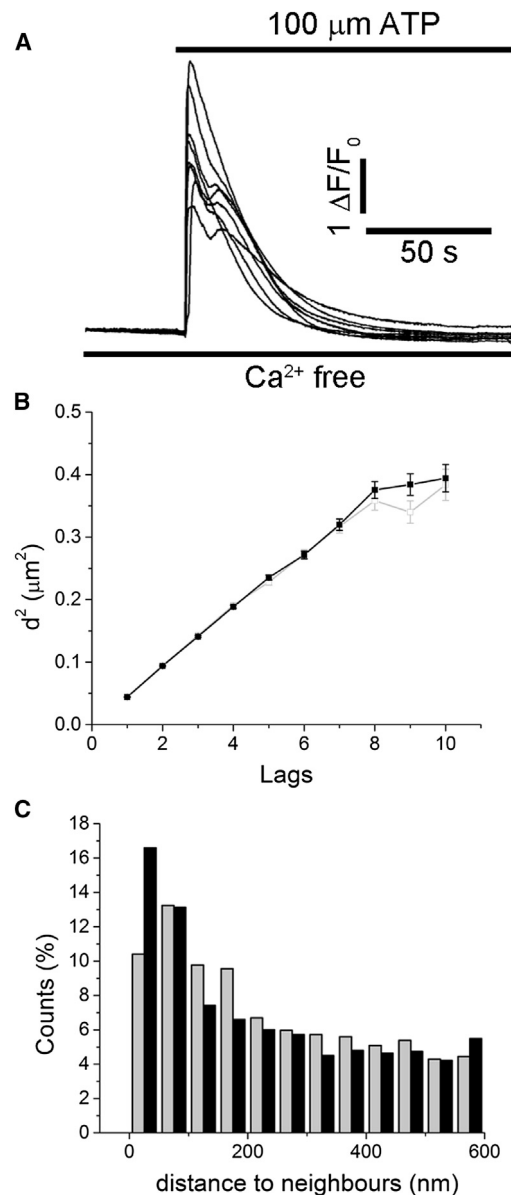 A
100 µm ATP
1 ΔF/F₀
50 s
Ca²⁺ free
B
0.5
0.4
0.3
0.2
0.1
0.0
d² (µm²)
0 2 4 6 8 10
Lags
C
18
16
14
12
10
8
6
4
2
0
Counts (%)
0 200 400 600
distance to neighbours (nm)